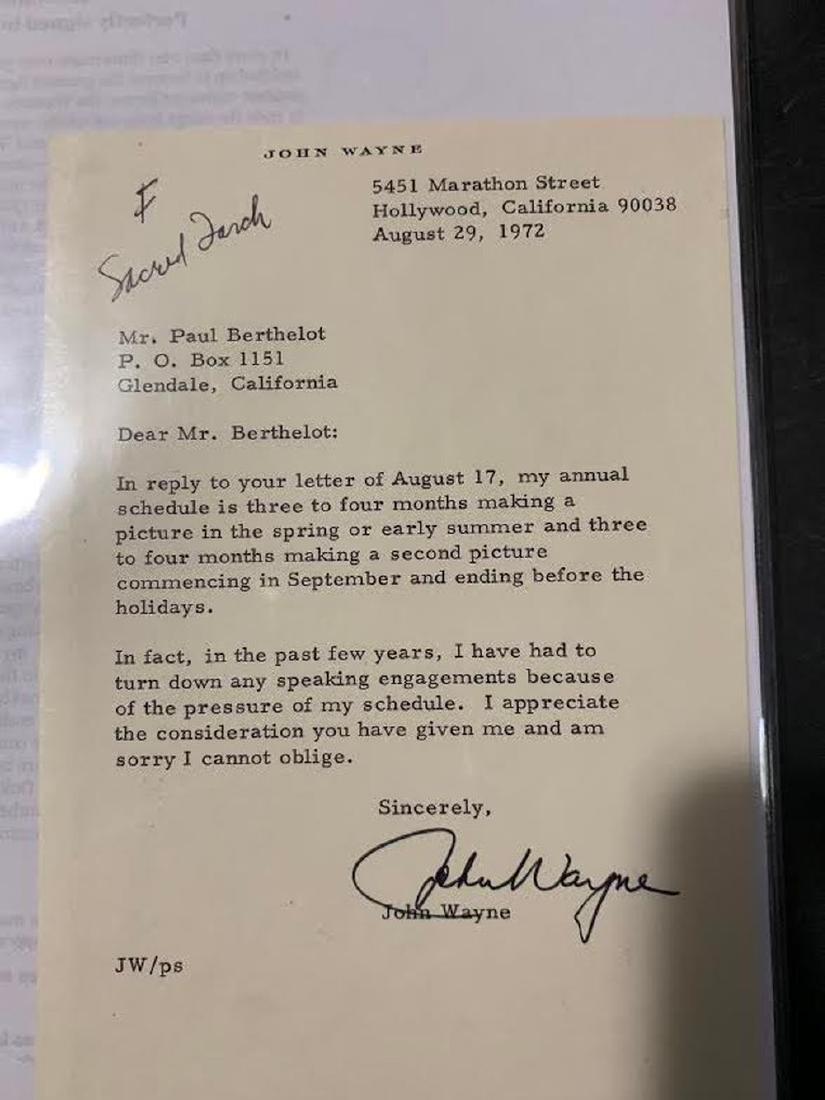 JOHN WAYNE
5451 Marathon Street
Hollywood, California 90038
August 29, 1972
Sacred
Mr. Paul Berthelot
P. O. Box 1151
Glendale, California
Dear Mr. Berthelot:
In reply to your letter of August 17, my annual
schedule is three to four months making a
picture in the spring or early summer and three
to four months making a second picture
commencing in September and ending before the
holidays.
In fact, in the past few years, I have had to
turn down any speaking engagements because
of the pressure of my schedule. I appreciate
the consideration you have given me and am
sorry I cannot oblige.
Sincerely,
John Wayne
John Wayne
JW/ps